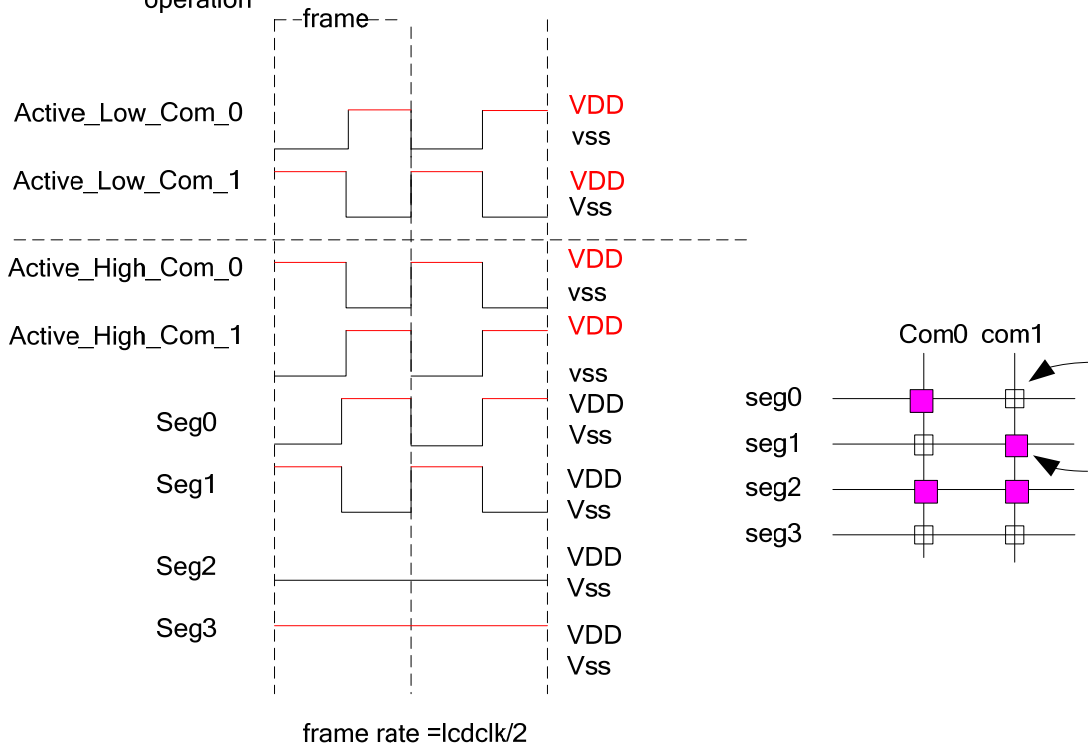 operation
frame
Active_Low_Com_0
VDD
vss
Active_Low_Com_1
VDD
Vss
Active_High_Com_0
VDD
vss
Active_High_Com_1
VDD
vss
Seg0
VDD
Vss
Seg1
VDD
Vss
Seg2
VDD
Vss
Seg3
VDD
Vss
frame rate =lcdclk/2
Com0 com1
seg0
seg1
seg2
seg3